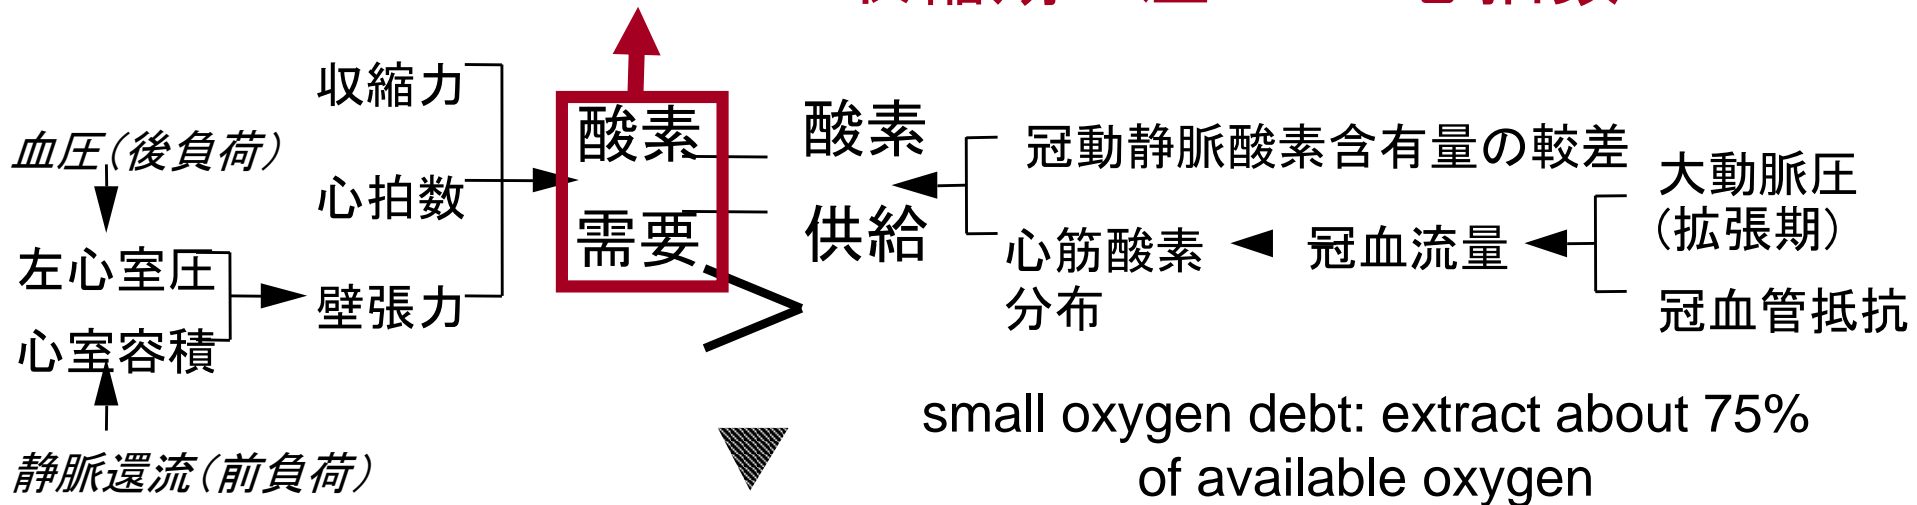 収縮力
血圧（後負荷）
心拍数
左心室圧
壁張力
心室容積
静脈還流（前負荷）
酸素
需要
酸素
供給
冠動静脈酸素含有量の較差
心筋酸素
分布
冠血流量
大動脈圧
（拡張期）
冠血管抵抗
small oxygen debt: extract about 75%
of available oxygen